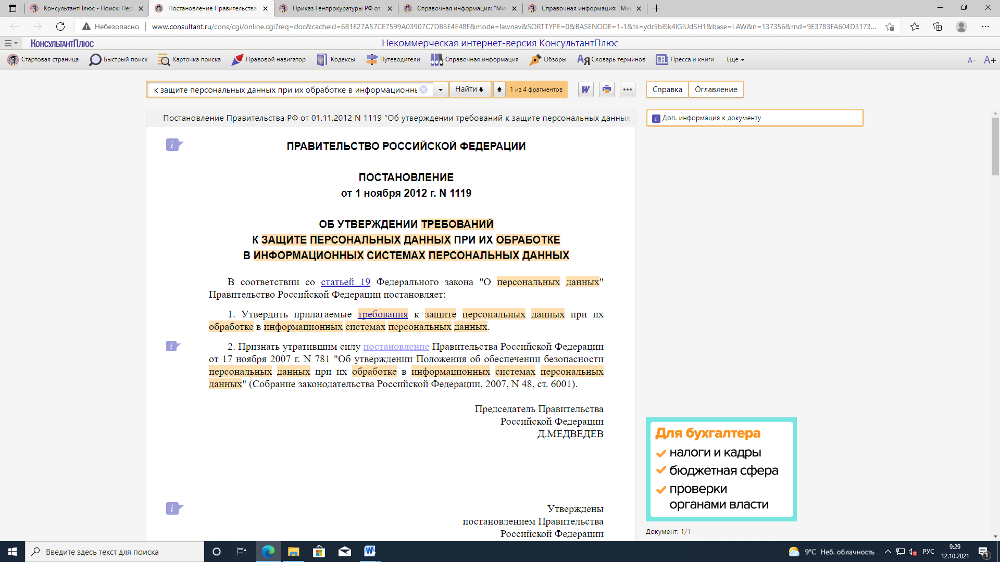 КонсультантПлюс - Поиск: Пер
Постановление Правительства
Приказ Генпрокуратуры РФ от
Справочная информация: "Ми
Справочная информация: "Ми
Небезопасно
www.consultant.ru/cons/cgi/online.cgi?req=doc&cacheid=6B1E27A57CE7599A03907C7DB3E4E48F&mode=lawnav&SORTTYPE=0&BASENODE=1-1&ts=ydr5bISk4IGIUdSH1&base=LAW&n=137356&rnd=9E3783FA604D3173...
КонсультантПлюс
Некоммерческая интернет-версия КонсультантПлюс
Стартовая страница
Быстрый поиск
Карточка поиска
Правовой навигатор
Кодексы
Путеводители
Справочная информация
Обзоры
Словарь терминов
Пресса и книги
Еще
А−
А+
к защите персональных данных при их обработке в информационны
Найти
1 из 4 фрагментов
Справка
Оглавление
Постановление Правительства РФ от 01.11.2012 N 1119 "Об утверждении требований к защите персональных данных
Доп. информация к документу
ПРАВИТЕЛЬСТВО РОССИЙСКОЙ ФЕДЕРАЦИИ
ПОСТАНОВЛЕНИЕ
от 1 ноября 2012 г. N 1119
ОБ УТВЕРЖДЕНИИ ТРЕБОВАНИЙ
К ЗАЩИТЕ ПЕРСОНАЛЬНЫХ ДАННЫХ ПРИ ИХ ОБРАБОТКЕ
В ИНФОРМАЦИОННЫХ СИСТЕМАХ ПЕРСОНАЛЬНЫХ ДАННЫХ
В соответствии со статьей 19 Федерального закона "О персональных данных"
Правительство Российской Федерации постановляет:
1. Утвердить прилагаемые требования к защите персональных данных при их
обработке в информационных системах персональных данных.
2. Признать утратившим силу постановление Правительства Российской Федерации
от 17 ноября 2007 г. N 781 "Об утверждении Положения об обеспечении безопасности
персональных данных при их обработке в информационных системах персональных
данных" (Собрание законодательства Российской Федерации, 2007, N 48, ст. 6001).
Председатель Правительства
Российской Федерации
Д.МЕДВЕДЕВ
Утверждены
постановлением Правительства
Российской Федерации
Для бухгалтера
налоги и кадры
бюджетная сфера
проверки
органами власти
Документ: 1/1
Введите здесь текст для поиска
9°C Неб. облачность
РУС
9:29
12.10.2021
1